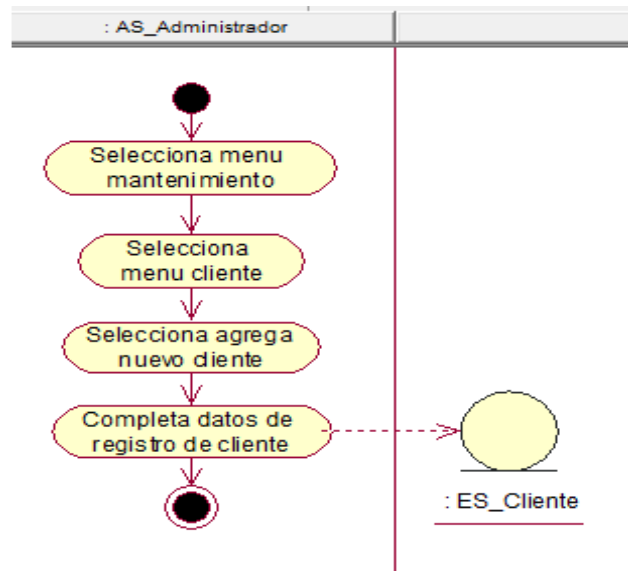 : AS_Administrador
Selecciona menu
mantenimiento
Selecciona
menu cliente
Selecciona agrega
nuevo cliente
Completa datos de
registro de cliente
: ES_Cliente